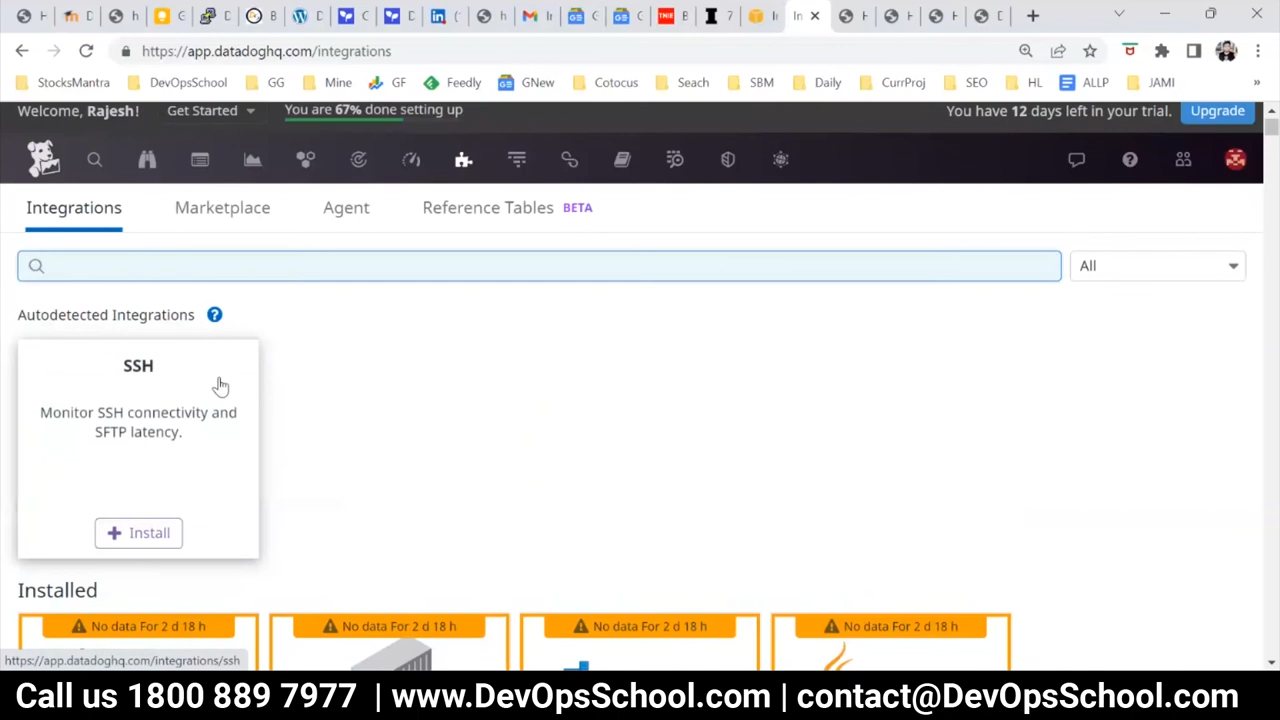 H
D
h
G
D
B
D
C
D
(
h
In
G
G
B
7
Ir
In
H
H
H
D
https://app.datadoghq.com/integrations
StocksMantra
DevOpsSchool
GG
Mine
GF
Feedly
GNew
Cotocus
Seach
SBM
Daily
CurrProj
SEO
HL
ALLP
JAMI
»
Welcome, Rajesh!
Get Started
You are 67% done setting up
You have 12 days left in your trial.
Upgrade
Integrations
Marketplace
Agent
Reference Tables BETA
All
Autodetected Integrations
SSH
Monitor SSH connectivity and
SFTP latency.
+ Install
Installed
No data For 2 d 18 h
No data For 2 d 18 h
No data For 2 d 18 h
No data For 2 d 18 h
https://app.datadoghq.com/integrations/ssh
Call us 1800 889 7977 | www.DevOpsSchool.com | contact@DevOpsSchool.com